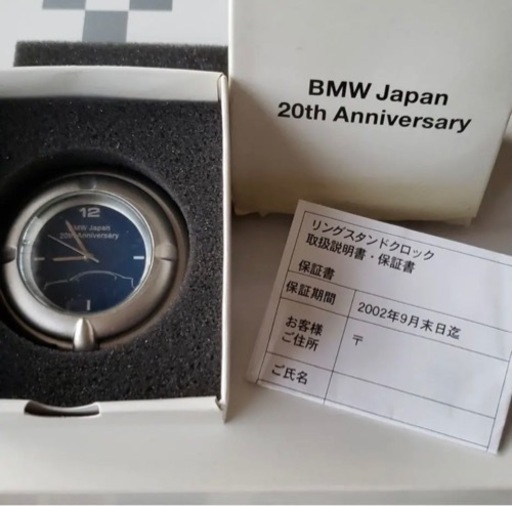 BMW Japan
20th Anniversary
12
BMW Japan
20th Anniversary
リングスタンドクロック
取扱説明書・保証書
保証書
保証期間
2002年9月末日迄
お客様
ご住所
〒
ご氏名